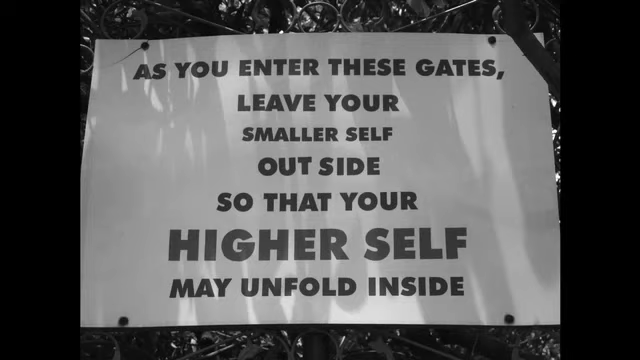 AS YOU ENTER THESE GATES,
LEAVE YOUR
SMALLER SELF
OUT SIDE
SO THAT YOUR
HIGHER SELF
MAY UNFOLD INSIDE